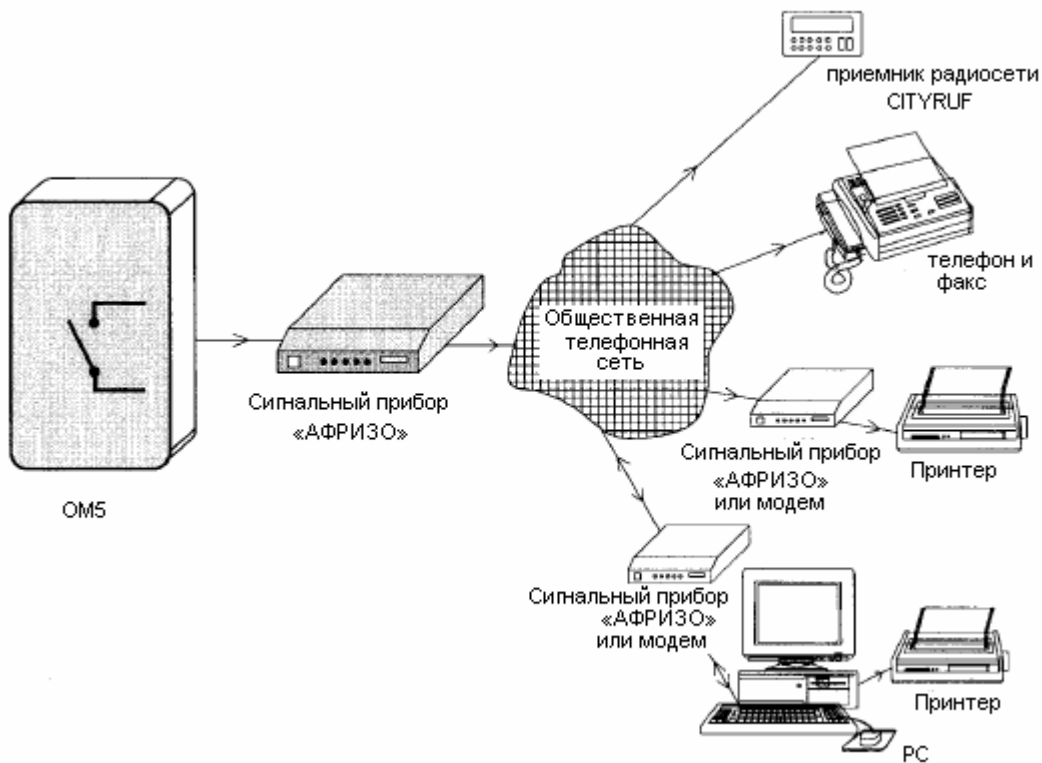 приемник радиосети
CITYRUF
телефон и
факс
Общественная
телефонная
сеть
Сигнальный прибор
«АФРИЗО»
ОМ5
Сигнальный прибор
«АФРИЗО»
или модем
Принтер
Сигнальный прибор
«АФРИЗО»
или модем
Принтер
PC